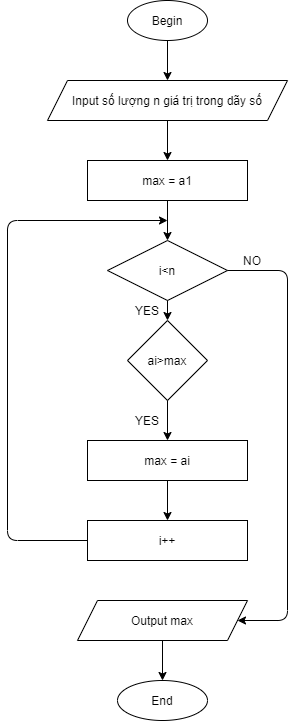 Begin
Input số lượng n giá trị trong dãy số
max = a1
i<n
NO
YES
ai>max
YES
max = ai
i++
Output max
End